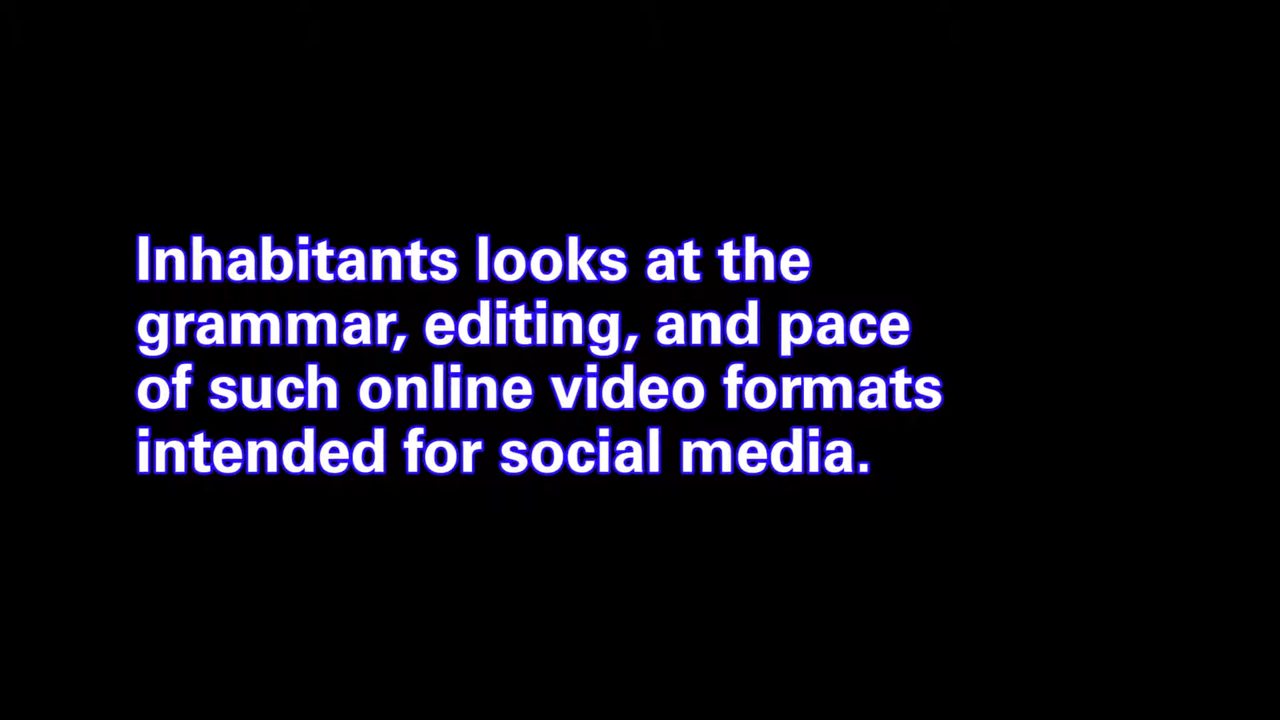 Inhabitants looks at the
grammar, editing, and pace
of such online video formats
intended for social media.